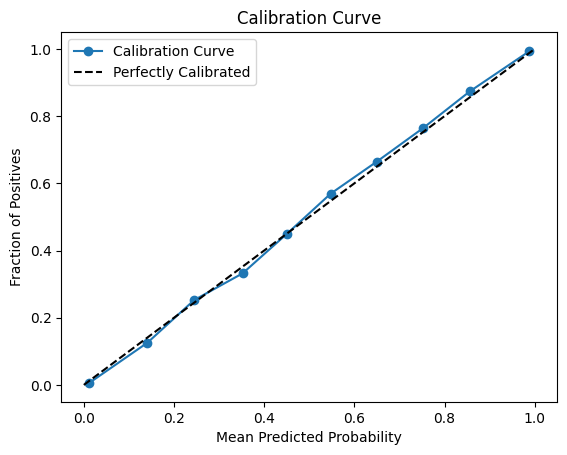 Calibration Curve
Calibration Curve
Perfectly Calibrated
1.0
0.8
0.6
0.4
0.2
0.0
Fraction of Positives
0.0 0.2 0.4 0.6 0.8 1.0
Mean Predicted Probability